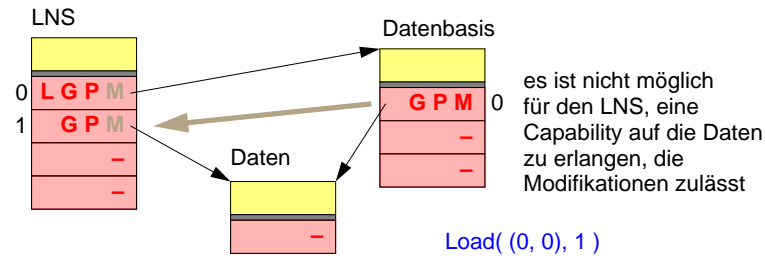 LNS
Datenbasis
0 L G P M
G P M 0
1 G P M
–
–
–
–
Daten
–
es ist nicht möglich
für den LNS, eine
Capability auf die Daten
zu erlangen, die
Modifikationen zulässt
Load( (0, 0), 1 )